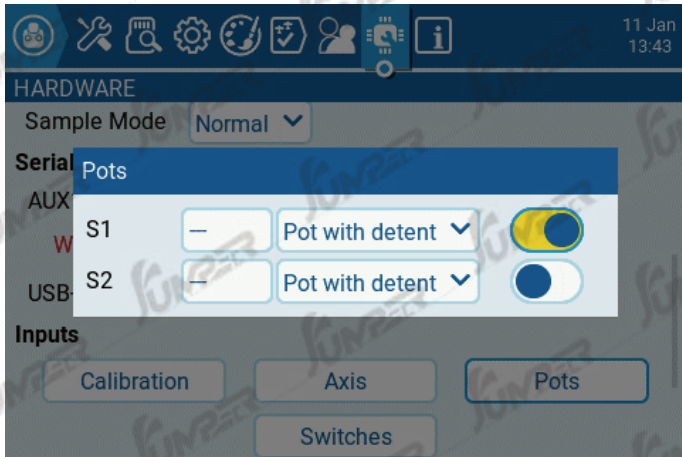 11 Jan
13:43
HARDWARE
Sample Mode Normal
Serial
Pots
AUX
S1 -- Pot with detent
W
S2 -- Pot with detent
USB-
Inputs
Calibration Axis Pots
Switches
JUMPER